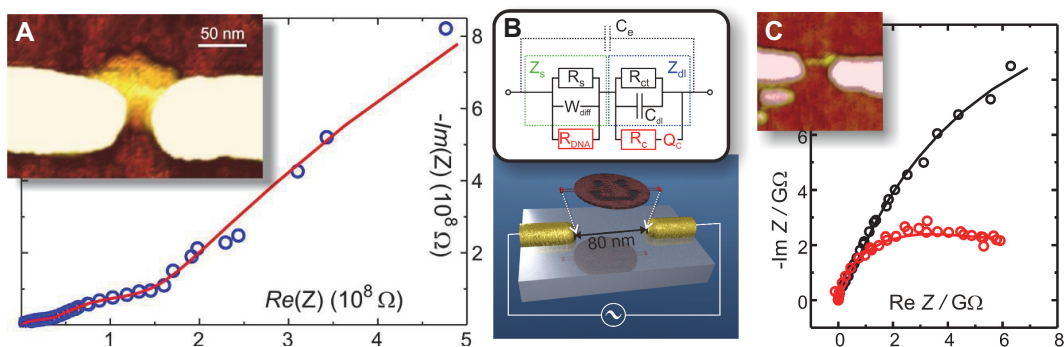 A
50 nm
8
6
4
2
-Im(Z) (10⁸ Ω)
Re(Z) (10⁸ Ω)
1
2
3
4
5
B
Cₑ
Zₛ
Z_dl
Rₛ
R_ct
W_diff
C_dl
R_DNA
R_c
Q_c
80 nm
C
8
6
4
2
0
-Im Z / GΩ
Re Z / GΩ
0
2
4
6
8